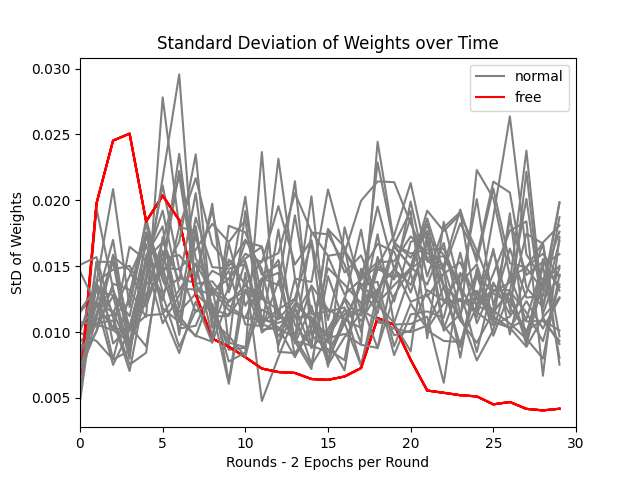 Standard Deviation of Weights over Time
0.030
0.025
0.020
0.015
0.010
0.005
StD of Weights
normal
free
0 5 10 15 20 25 30
Rounds - 2 Epochs per Round